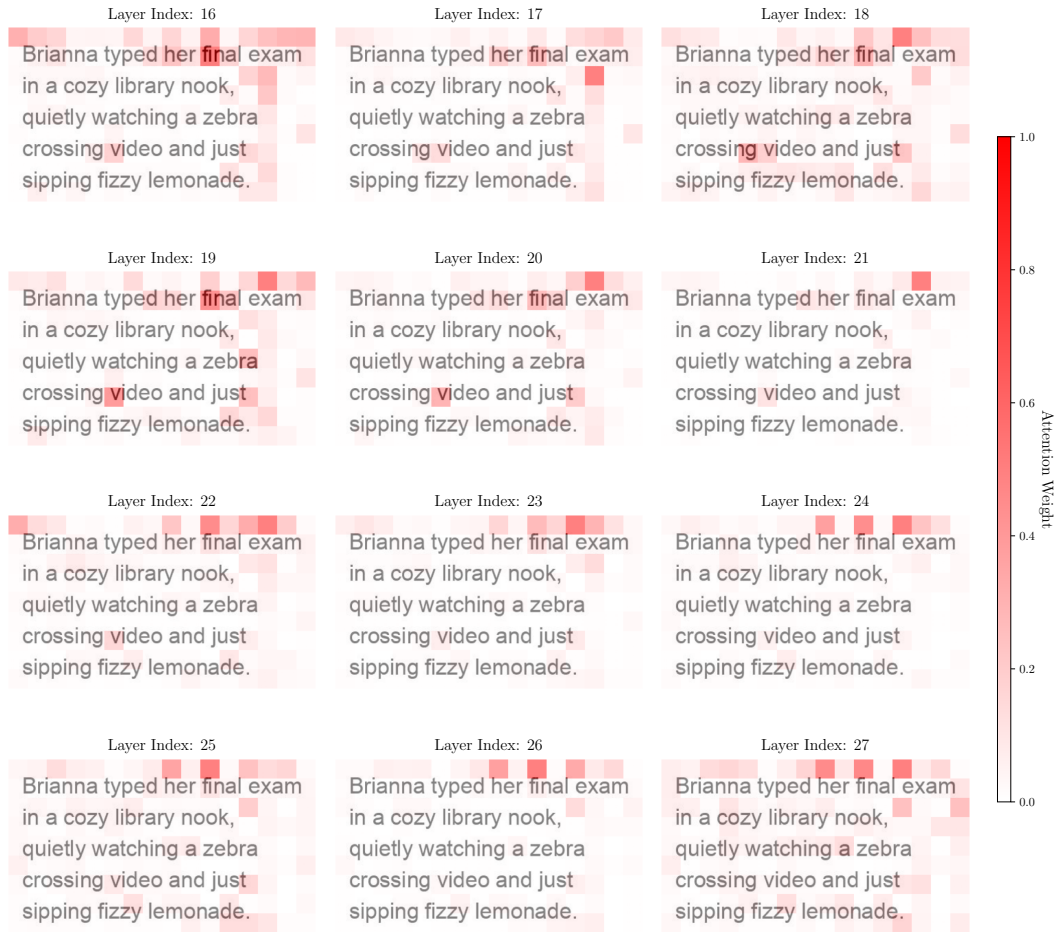 Layer Index: 16
Brianna typed her final exam
in a cozy library nook,
quietly watching a zebra
crossing video and just
sipping fizzy lemonade.
Layer Index: 17
Brianna typed her final exam
in a cozy library nook,
quietly watching a zebra
crossing video and just
sipping fizzy lemonade.
Layer Index: 18
Brianna typed her final exam
in a cozy library nook,
quietly watching a zebra
crossing video and just
sipping fizzy lemonade.
Layer Index: 19
Brianna typed her final exam
in a cozy library nook,
quietly watching a zebra
crossing video and just
sipping fizzy lemonade.
Layer Index: 20
Brianna typed her final exam
in a cozy library nook,
quietly watching a zebra
crossing video and just
sipping fizzy lemonade.
Layer Index: 21
Brianna typed her final exam
in a cozy library nook,
quietly watching a zebra
crossing video and just
sipping fizzy lemonade.
Layer Index: 22
Brianna typed her final exam
in a cozy library nook,
quietly watching a zebra
crossing video and just
sipping fizzy lemonade.
Layer Index: 23
Brianna typed her final exam
in a cozy library nook,
quietly watching a zebra
crossing video and just
sipping fizzy lemonade.
Layer Index: 24
Brianna typed her final exam
in a cozy library nook,
quietly watching a zebra
crossing video and just
sipping fizzy lemonade.
Layer Index: 25
Brianna typed her final exam
in a cozy library nook,
quietly watching a zebra
crossing video and just
sipping fizzy lemonade.
Layer Index: 26
Brianna typed her final exam
in a cozy library nook,
quietly watching a zebra
crossing video and just
sipping fizzy lemonade.
Layer Index: 27
Brianna typed her final exam
in a cozy library nook,
quietly watching a zebra
crossing video and just
sipping fizzy lemonade.
1.0
0.8
0.6
0.4
0.2
0.0
Attention Weight